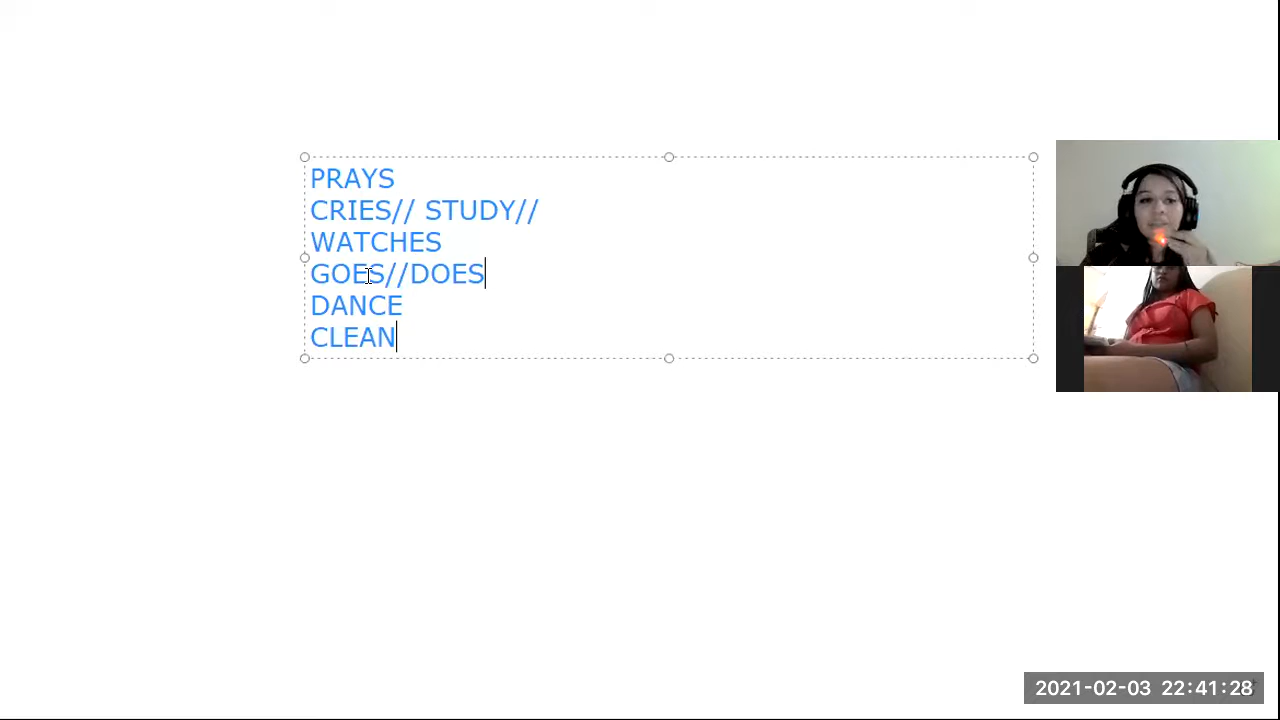 PRAYS
CRIES// STUDY//
WATCHES
GOES//DOES
DANCE
CLEAN
2021-02-03 22:41:28